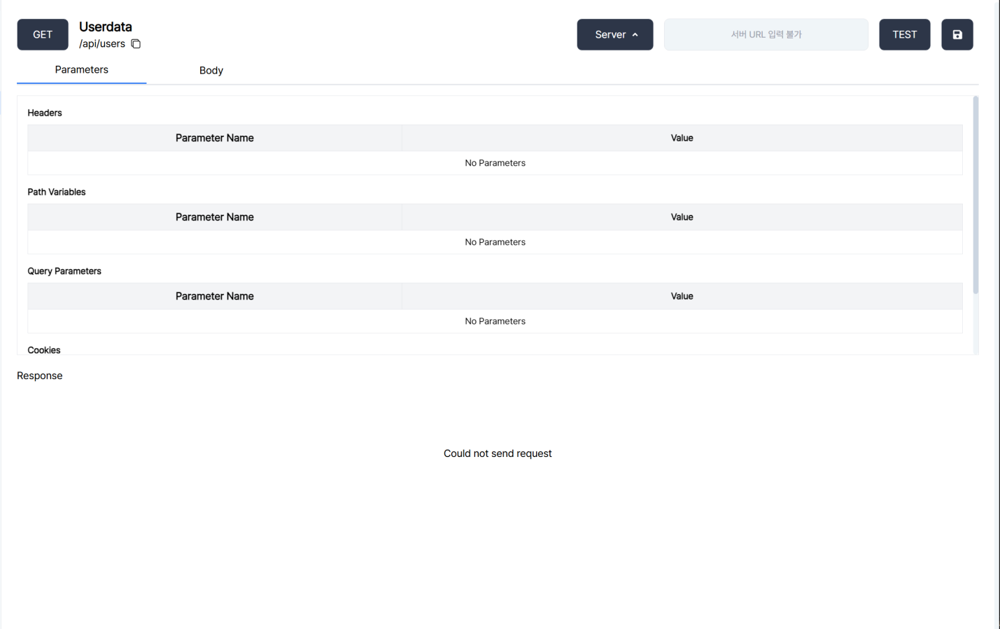 GET
Userdata
/api/users
Server
서버 URL 입력 불가
TEST
Parameters
Body
Headers
Parameter Name
Value
No Parameters
Path Variables
Parameter Name
Value
No Parameters
Query Parameters
Parameter Name
Value
No Parameters
Cookies
Response
Could not send request